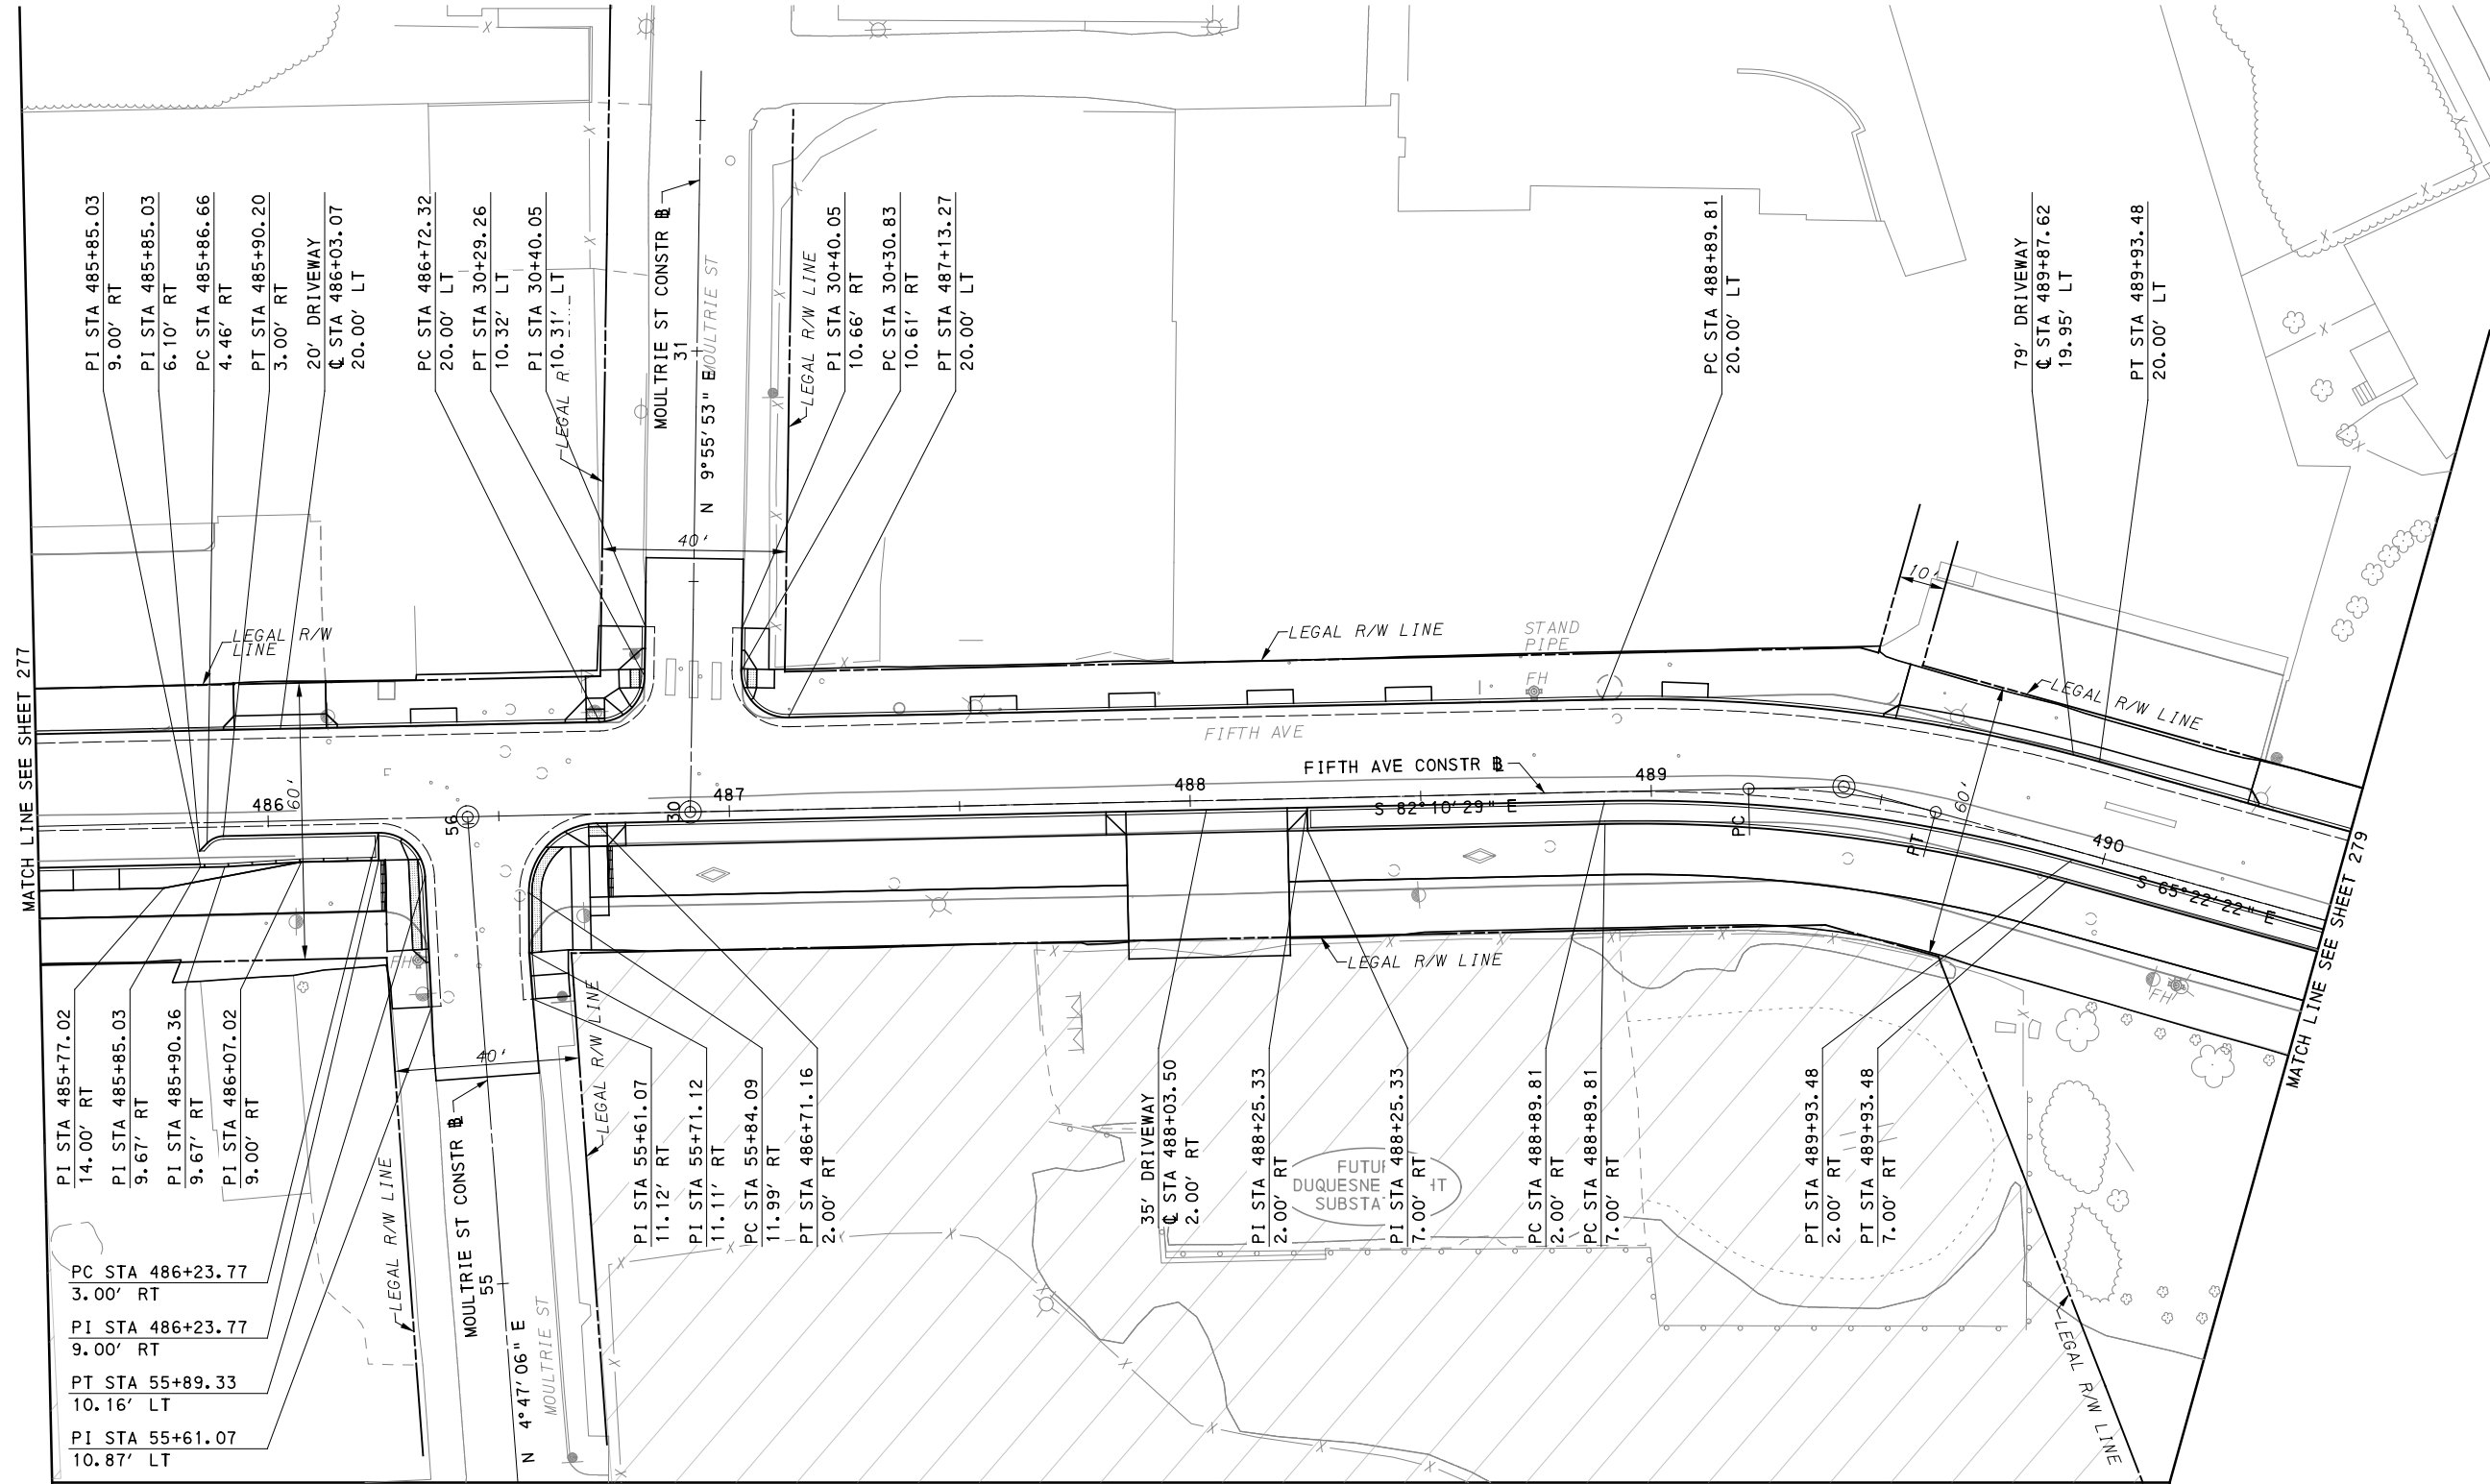 PI STA 485+85.03
9.00' RT
PI STA 485+85.03
6.10' RT
PC STA 485+86.66
4.46' RT
PT STA 485+90.20
3.00' RT
20' DRIVEWAY
℄ STA 486+03.07
20.00' LT
PC STA 486+72.32
20.00' LT
PT STA 30+29.26
10.32' LT
PI STA 30+40.05
10.31' LT
LEGAL R
MOULTRIE ST CONSTR BL
31
MOULTRIE ST
N 9°55'53" E
LEGAL R/W LINE
PI STA 30+40.05
10.66' RT
PC STA 30+30.83
10.61' RT
PT STA 487+13.27
20.00' LT
PC STA 488+89.81
20.00' LT
79' DRIVEWAY
℄ STA 489+87.62
19.95' LT
PT STA 489+93.48
20.00' LT
40'
10'
LEGAL R/W
LINE
LEGAL R/W LINE
STAND
PIPE
FH
LEGAL R/W LINE
FIFTH AVE
FIFTH AVE CONSTR BL
MATCH LINE SEE SHEET 277
486
60'
56
30
487
488
489
S 82°10'29" E
PC
PT
60'
490
S 65°22'22" E
MATCH LINE SEE SHEET 279
FH
LEGAL R/W LINE
FH
40'
LEGAL R/W LINE
PI STA 485+77.02
14.00' RT
PI STA 485+85.03
9.67' RT
PI STA 485+90.36
9.67' RT
PI STA 486+07.02
9.00' RT
PI STA 55+61.07
11.12' RT
PI STA 55+71.12
11.11' RT
PC STA 55+84.09
11.99' RT
PT STA 486+71.16
2.00' RT
35' DRIVEWAY
℄ STA 488+03.50
2.00' RT
PI STA 488+25.33
2.00' RT
FUTU
DUQUESNE HT
SUBSTA
PI STA 488+25.33
7.00' RT
PC STA 488+89.81
2.00' RT
PC STA 488+89.81
7.00' RT
PT STA 489+93.48
2.00' RT
PT STA 489+93.48
7.00' RT
LEGAL R/W LINE
MOULTRIE ST CONSTR BL
55
N 4°47'06" E
MOULTRIE ST
PC STA 486+23.77
3.00' RT
PI STA 486+23.77
9.00' RT
PT STA 55+89.33
10.16' LT
PI STA 55+61.07
10.87' LT
LEGAL R/W LINE